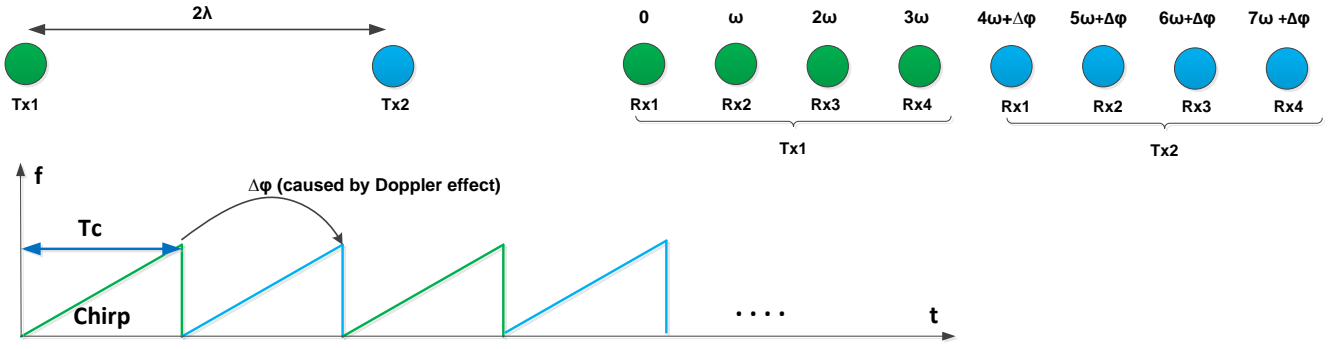 2λ
Tx1
Tx2
0 ω 2ω 3ω 4ω+Δφ 5ω+Δφ 6ω+Δφ 7ω +Δφ
Rx1 Rx2 Rx3 Rx4 Rx1 Rx2 Rx3 Rx4
Tx1
Tx2
f
Δφ (caused by Doppler effect)
Tc
Chirp
. . . .
t